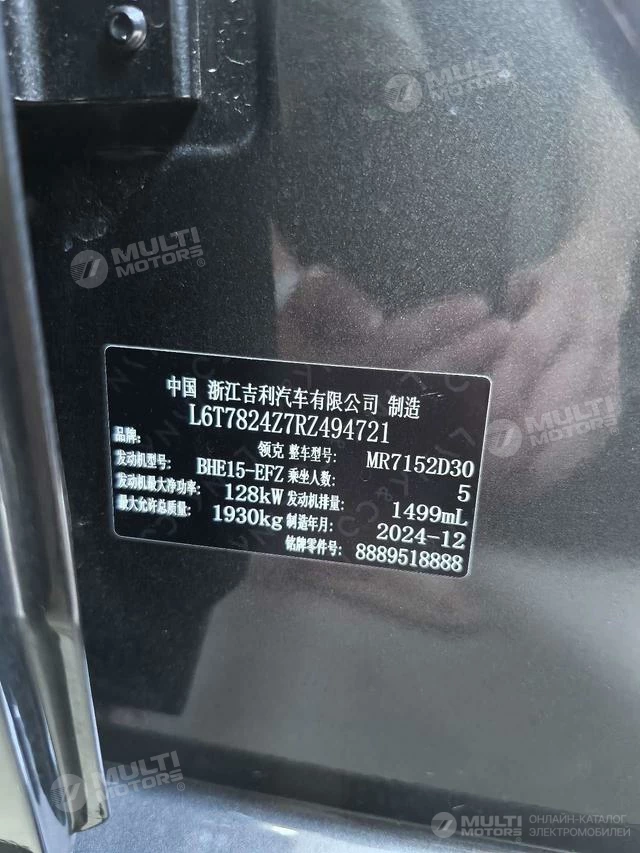 MULTI
MOTORS®
MULTI
MOTORS®
中国 浙江吉利汽车有限公司 制造
L6T7824Z7RZ494721
品牌: 领克 整车型号: MR7152D30
发动机型号: BHE15-EFZ 乘坐人数: 5
发动机最大净功率: 128kW 发动机排量: 1499mL
最大允许总质量: 1930kg 制造年月: 2024-12
铭牌零件号: 8889518888
LYNK&CO
MULTI
MOTORS®
MULTI
MOTORS®
MULTI
MOTORS®
ОНЛАЙН-КАТАЛОГ
ЭЛЕКТРОМОБИЛЕЙ